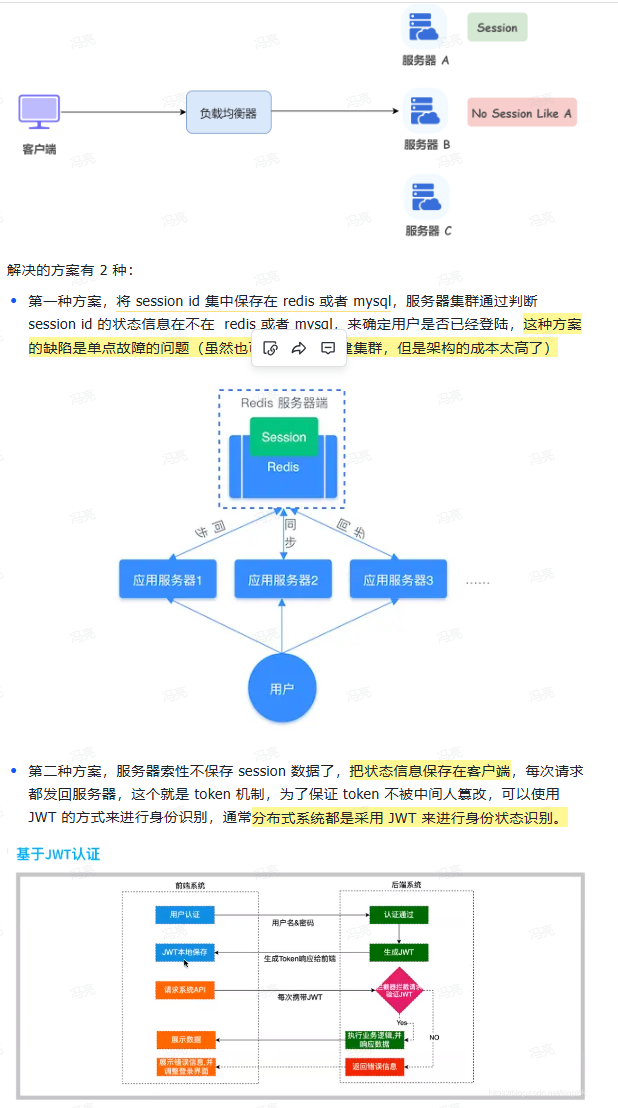 Session
服务器 A
负载均衡器
No Session Like A
客户端
服务器 B
服务器 C
解决的方案有 2 种：
第一种方案，将 session id 集中保存在 redis 或者 mysql，服务器集群通过判断
session id 的状态信息在不在 redis 或者 mysql，来确定用户是否已经登陆，这种方案
的缺陷是单点故障的问题（虽然也 建集群，但是架构的成本太高了）
Redis 服务器端
Session
Redis
同步
同步
同步
应用服务器1
应用服务器2
应用服务器3
......
用户
第二种方案，服务器索性不保存 session 数据了，把状态信息保存在客户端，每次请求
都发回服务器，这个就是 token 机制，为了保证 token 不被中间人篡改，可以使用
JWT 的方式来进行身份识别，通常分布式系统都是采用 JWT 来进行身份状态识别。
基于JWT认证
前端系统
后端系统
用户认证
用户名&密码
认证通过
JWT本地保存
生成Token响应给前端
生成JWT
请求系统API
每次携带JWT
拦截器拦截请求
验证JWT
Yes
NO
展示数据
执行业务逻辑,并
响应数据
展示错误信息,并
调整登录界面
返回错误信息
冯亮